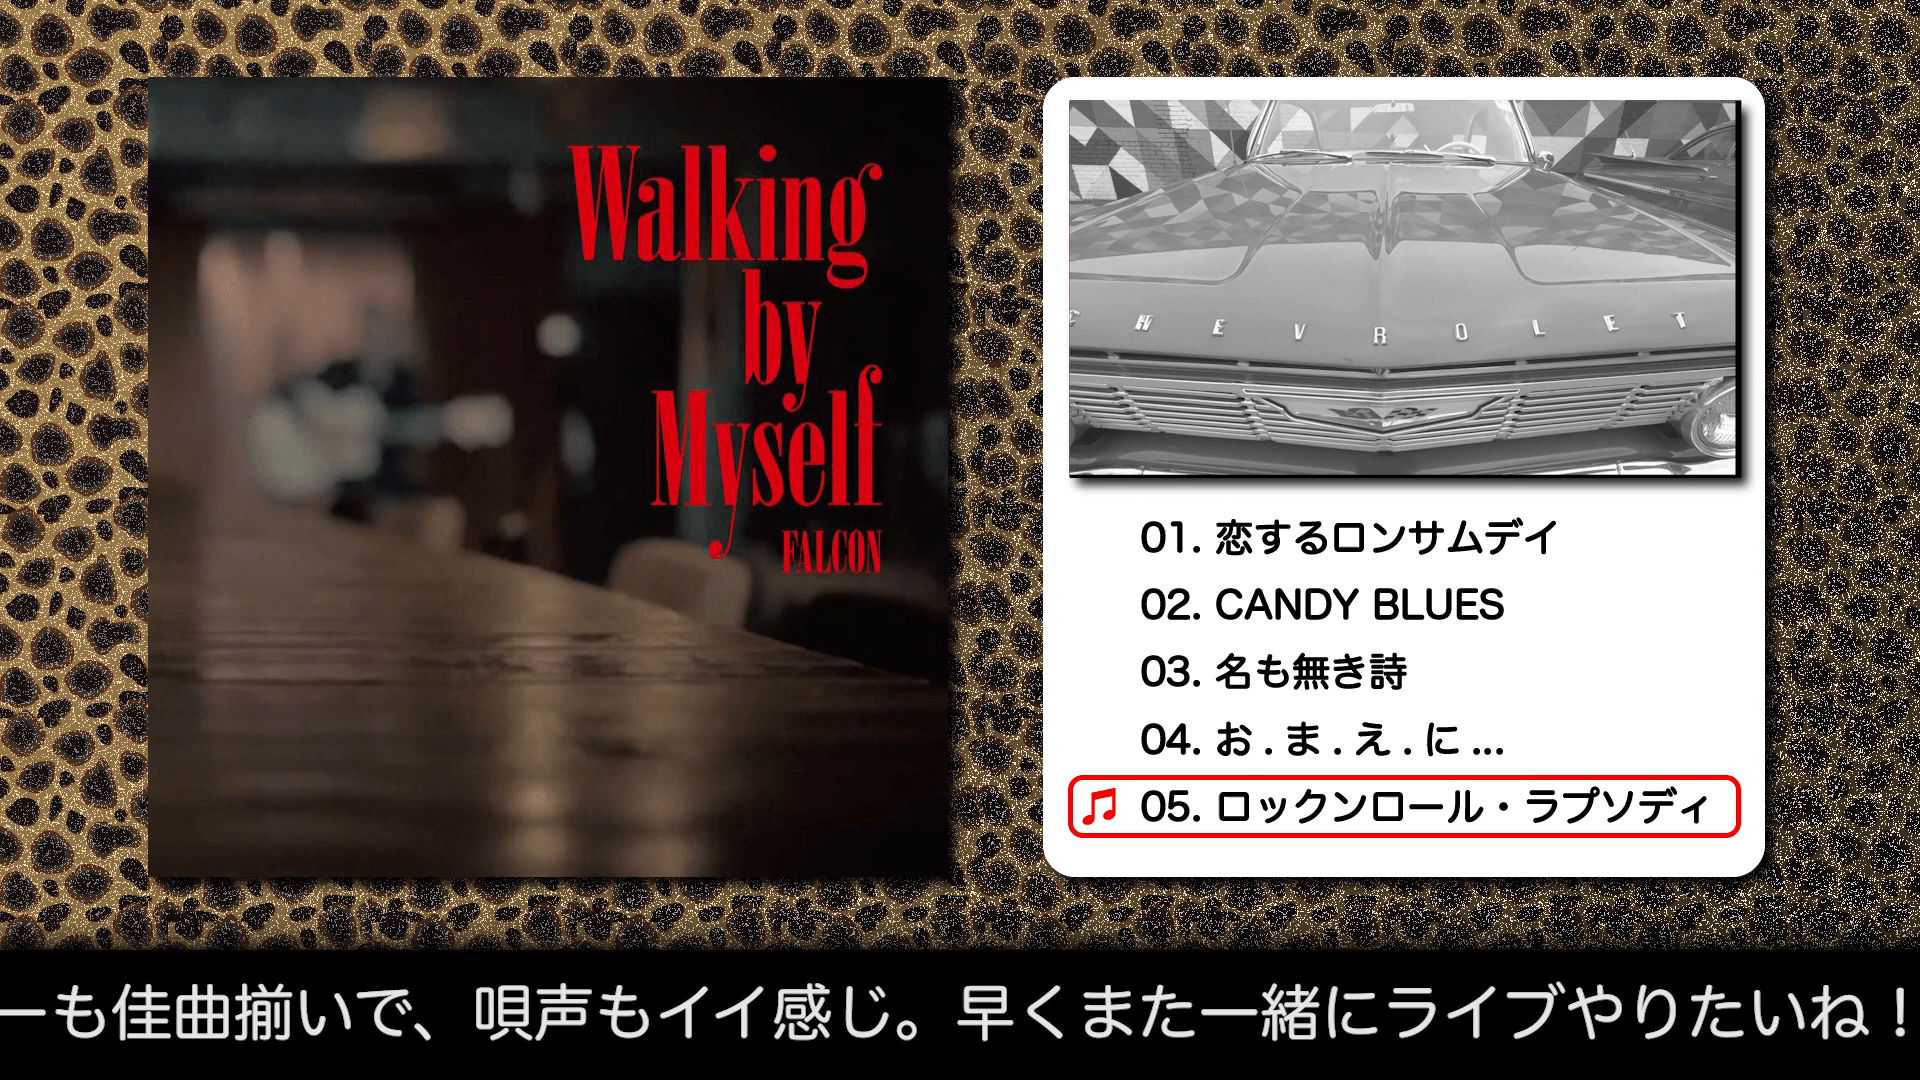 Walking
by
Myself
FALCON
CHEVROLET
01. 恋するロンサムデイ
02. CANDY BLUES
03. 名も無き詩
04. お . ま . え . に ...
05. ロックンロール・ラプソディ
ーも佳曲揃いで、唄声もイイ感じ。早くまた一緒にライブやりたいね！